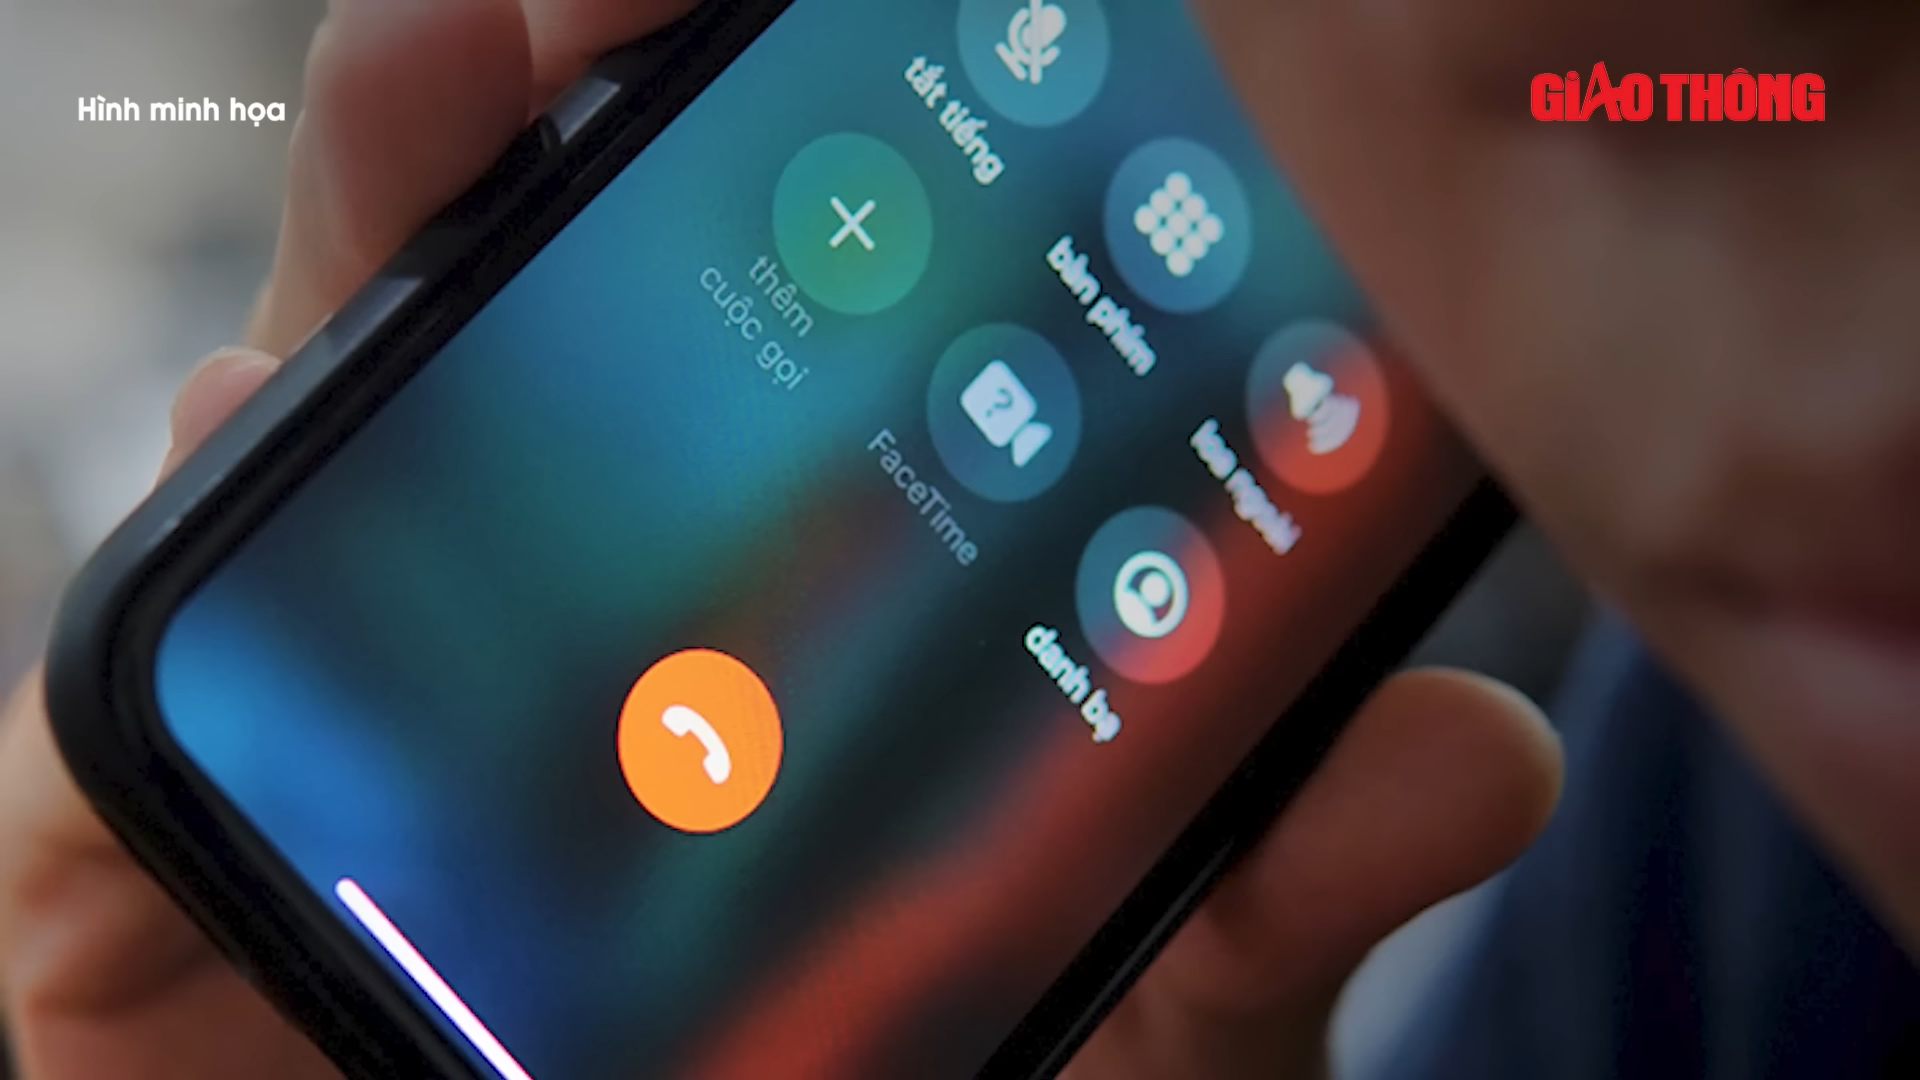 Hình minh họa
GIAO THÔNG
tắt tiếng
bàn phím
loa ngoài
thêm
cuộc gọi
FaceTime
danh bạ